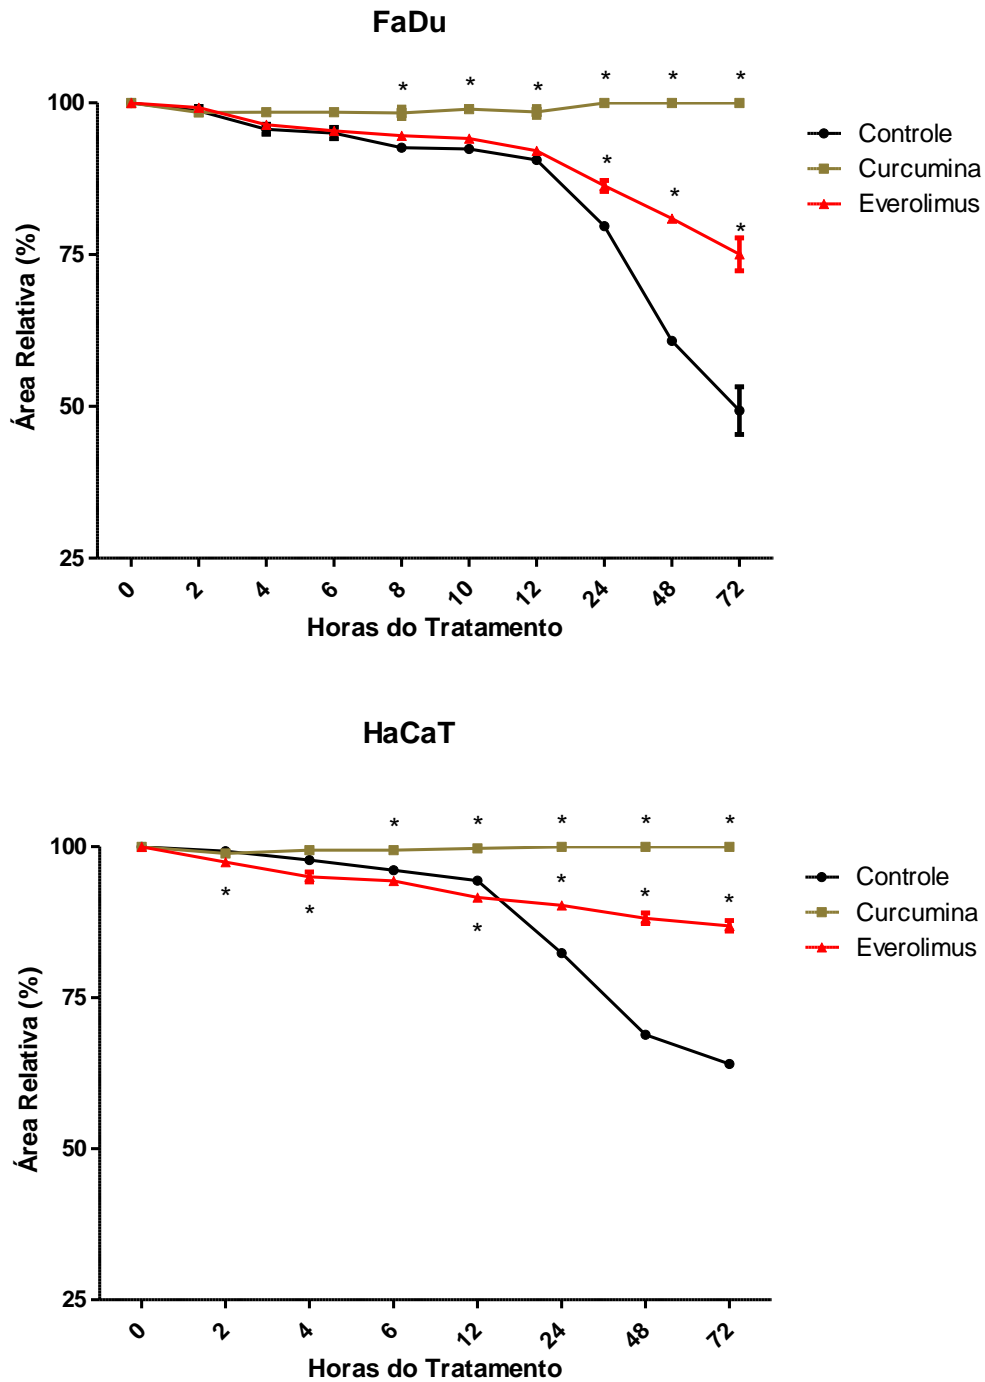 FaDu
* * * * * *
100
Controle
Curcumina
* Everolimus
*
*
75
50
25
Área Relativa (%)
0 2 4 6 8 10 12 24 48 72
Horas do Tratamento
HaCaT
* * * * *
100
Controle
* * * * * * Curcumina
Everolimus
75
50
25
Área Relativa (%)
0 2 4 6 12 24 48 72
Horas do Tratamento